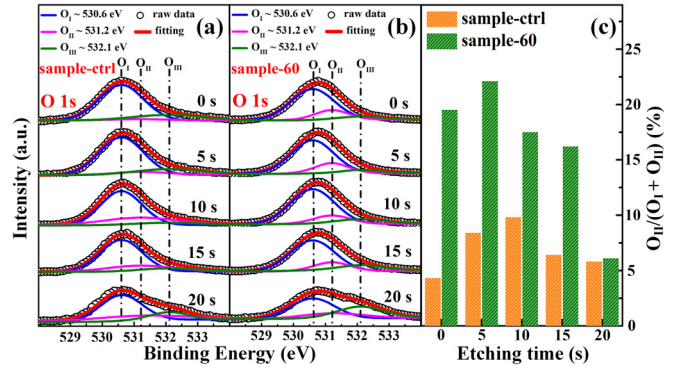 O_I ~ 530.6 eV ○ raw data (a)
O_II ~ 531.2 eV fitting
O_III ~ 532.1 eV
sample-ctrl
O_I O_II O_III
O 1s
0 s
5 s
10 s
15 s
20 s
529 530 531 532 533
O_I ~ 530.6 eV ○ raw data (b)
O_II ~ 531.2 eV fitting
O_III ~ 532.1 eV
sample-60
O_I O_II O_III
O 1s
0 s
5 s
10 s
15 s
20 s
529 530 531 532 533
Intensity (a.u.)
Binding Energy (eV)
sample-ctrl
sample-60
(c)
25
20
15
10
5
0
O_II/(O_I + O_II) (%)
0 5 10 15 20
Etching time (s)